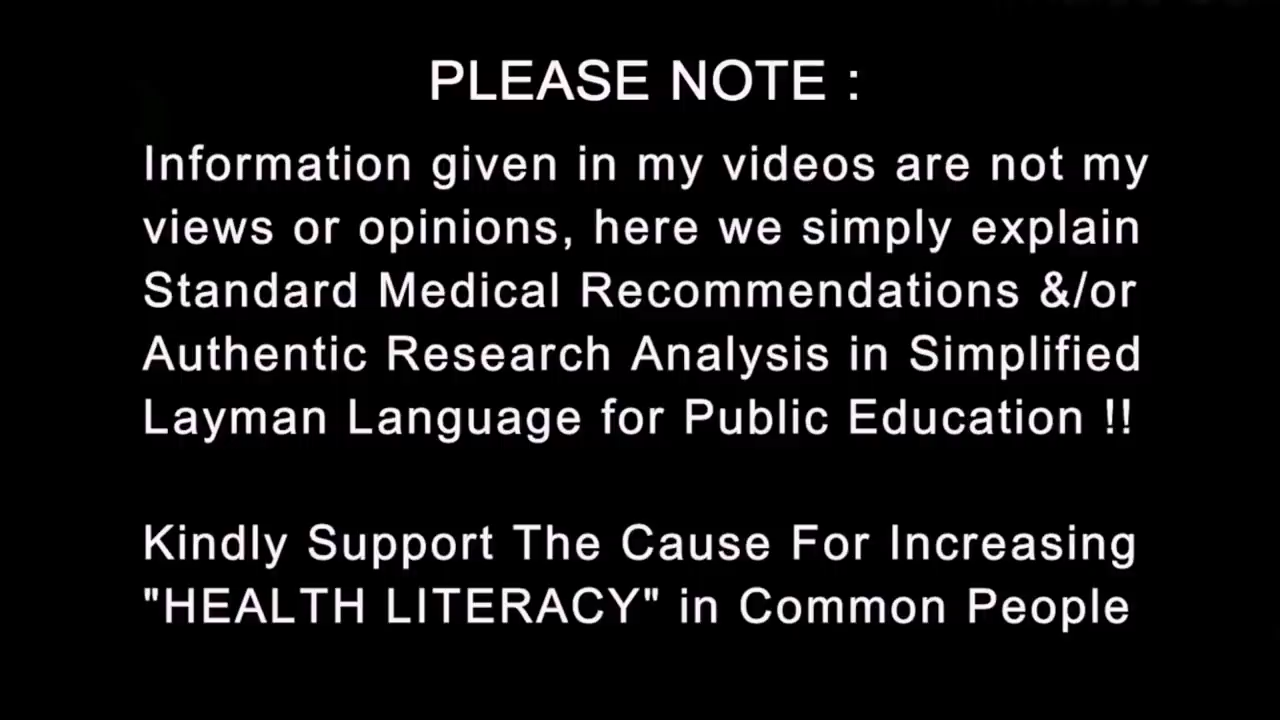 PLEASE NOTE :
Information given in my videos are not my
views or opinions, here we simply explain
Standard Medical Recommendations &/or
Authentic Research Analysis in Simplified
Layman Language for Public Education !!
Kindly Support The Cause For Increasing
"HEALTH LITERACY" in Common People